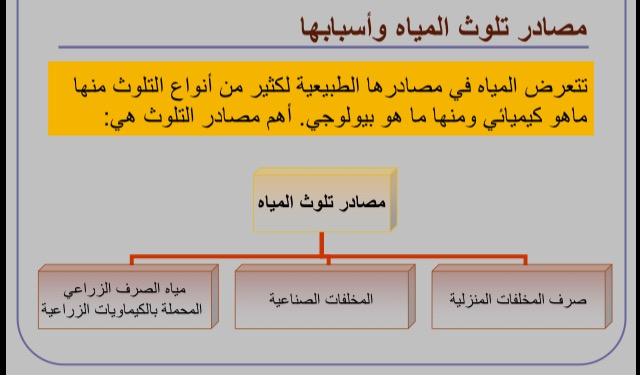 مصادر تلوث المياه وأسبابها
تتعرض المياه في مصادرها الطبيعية لكثير من أنواع التلوث منها
ماهو كيميائي ومنها ما هو بيولوجي. أهم مصادر التلوث هي:
مصادر تلوث المياه
صرف المخلفات المنزلية
المخلفات الصناعية
مياه الصرف الزراعي
المحملة بالكيماويات الزراعية